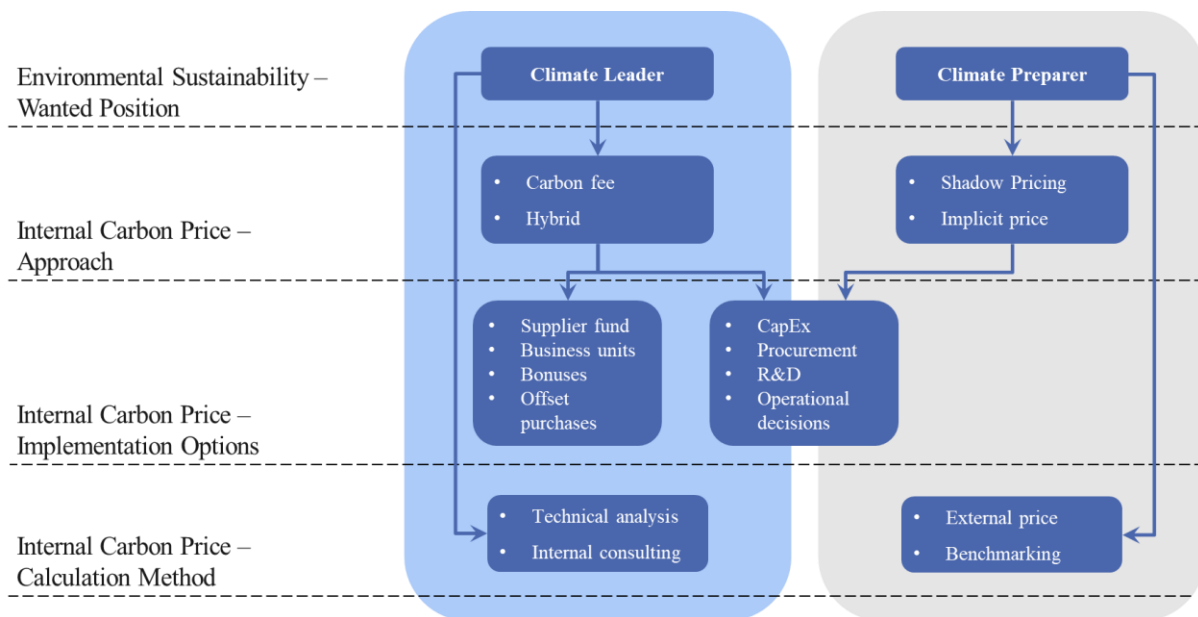 Environmental Sustainability –
Wanted Position
Climate Leader
Climate Preparer
Internal Carbon Price –
Approach
• Carbon fee
• Hybrid
• Shadow Pricing
• Implicit price
Internal Carbon Price –
Implementation Options
• Supplier fund
• Business units
• Bonuses
• Offset
purchases
• CapEx
• Procurement
• R&D
• Operational
decisions
Internal Carbon Price –
Calculation Method
• Technical analysis
• Internal consulting
• External price
• Benchmarking